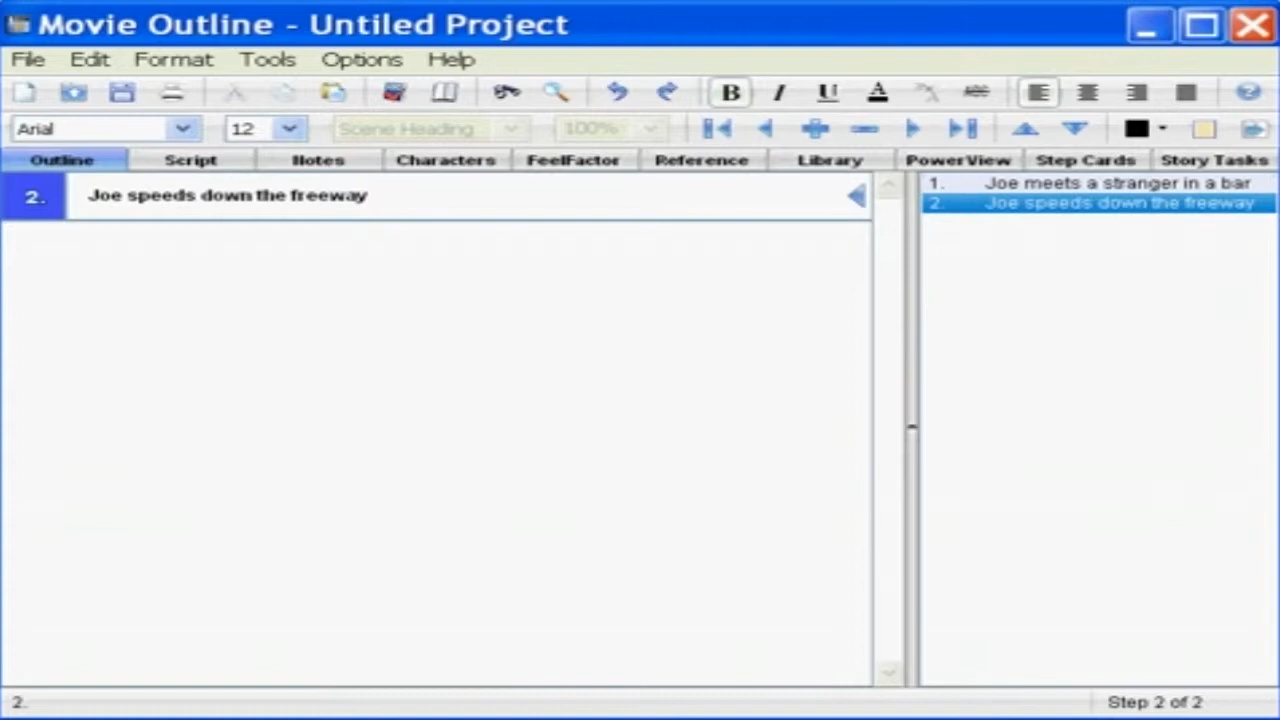 Movie Outline - Untiled Project
File Edit Format Tools Options Help
B I U A ABC
Arial 12 Scene Heading 100%
Outline Script Notes Characters FeelFactor Reference Library PowerView Step Cards Story Tasks
2. Joe speeds down the freeway
1. Joe meets a stranger in a bar
2. Joe speeds down the freeway
2. Step 2 of 2